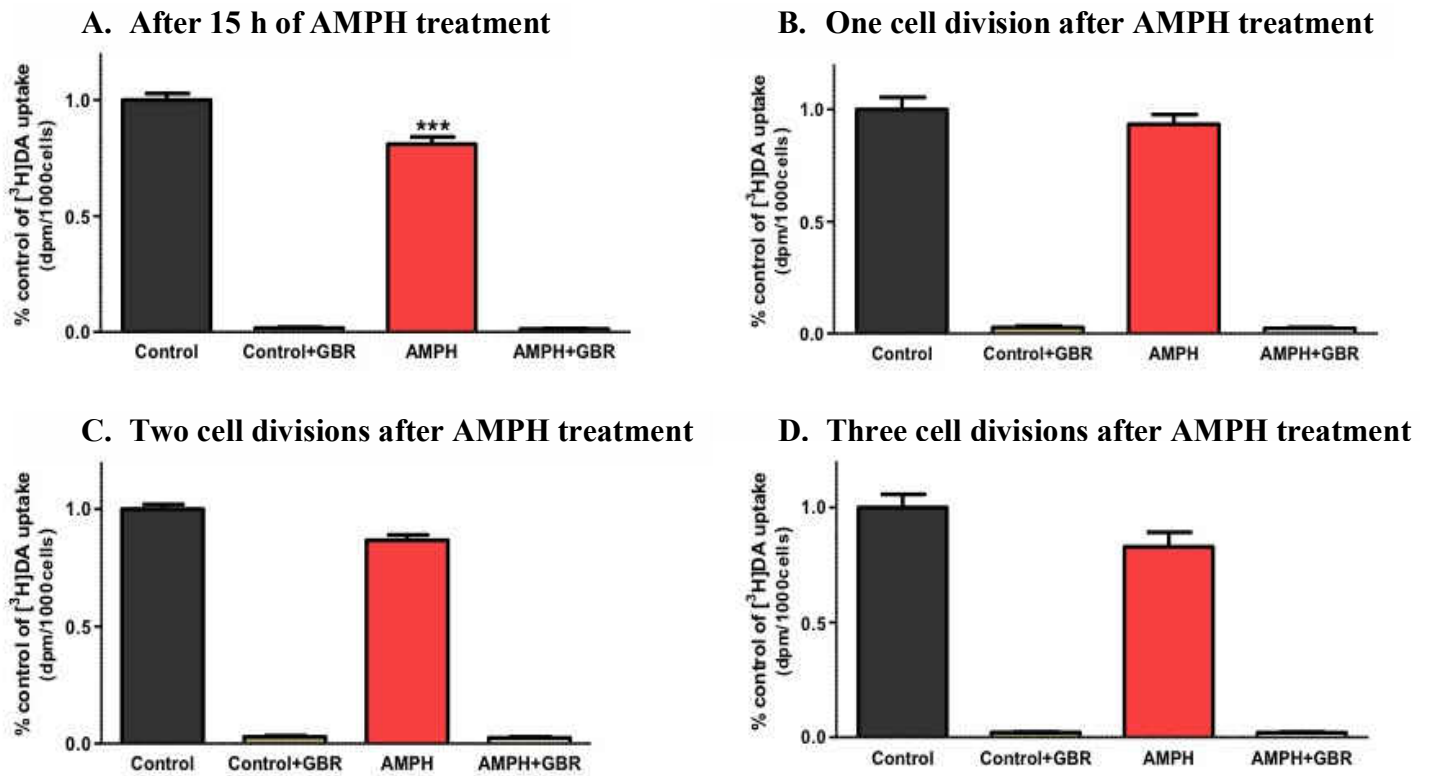 A. After 15 h of AMPH treatment
% control of [³H]DA uptake
(dpm/1000cells)
1.0
0.5
0.0
***
Control
Control+GBR
AMPH
AMPH+GBR
B. One cell division after AMPH treatment
% control of [³H]DA uptake
(dpm/1000cells)
1.0
0.5
0.0
Control
Control+GBR
AMPH
AMPH+GBR
C. Two cell divisions after AMPH treatment
% control of [³H]DA uptake
(dpm/1000cells)
1.0
0.5
0.0
Control
Control+GBR
AMPH
AMPH+GBR
D. Three cell divisions after AMPH treatment
% control of [³H]DA uptake
(dpm/1000cells)
1.0
0.5
0.0
Control
Control+GBR
AMPH
AMPH+GBR